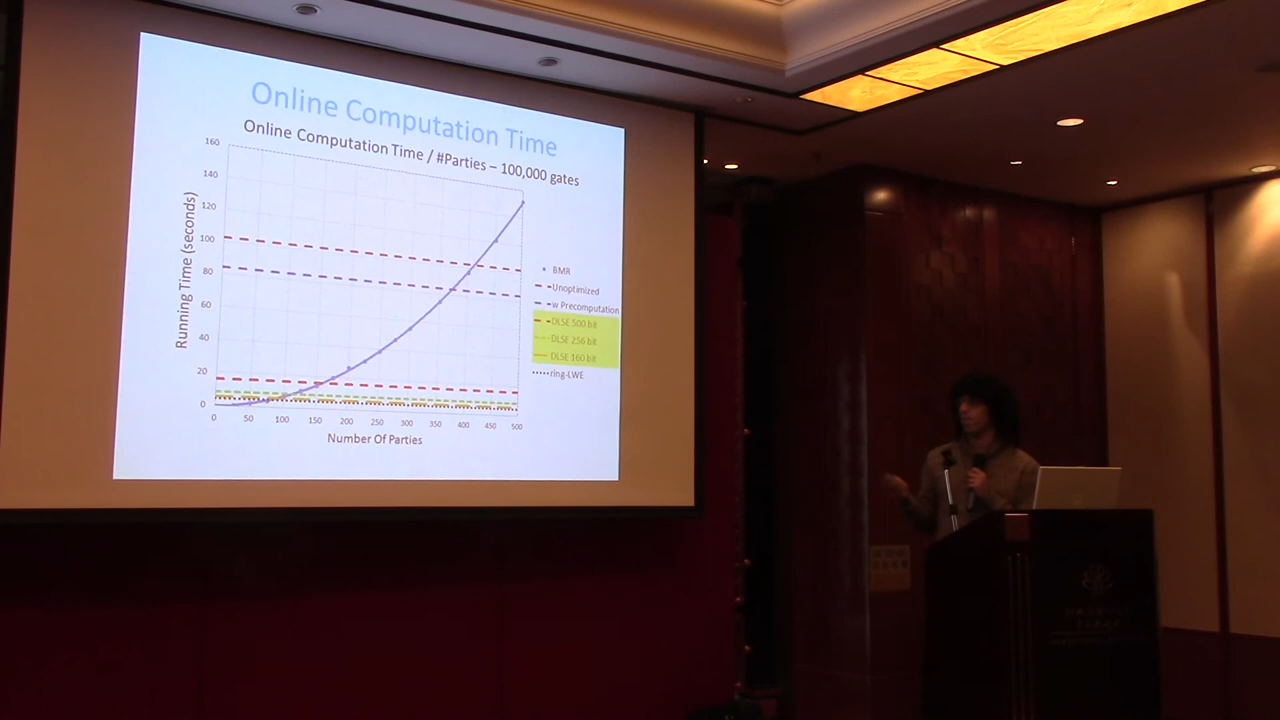 Online Computation Time
Online Computation Time / #Parties – 100,000 gates
Running Time (seconds)
160
140
120
100
80
60
40
20
0
0 50 100 150 200 250 300 350 400 450 500
Number Of Parties
BMR
Unoptimized
w Precomputation
DLSE 500 bit
DLSE 256 bit
DLSE 160 bit
ring-LWE